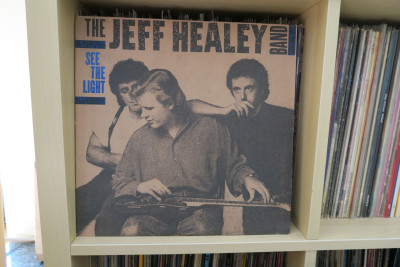 THE JEFF HEALEY BAND
SEE
THE
LIGHT